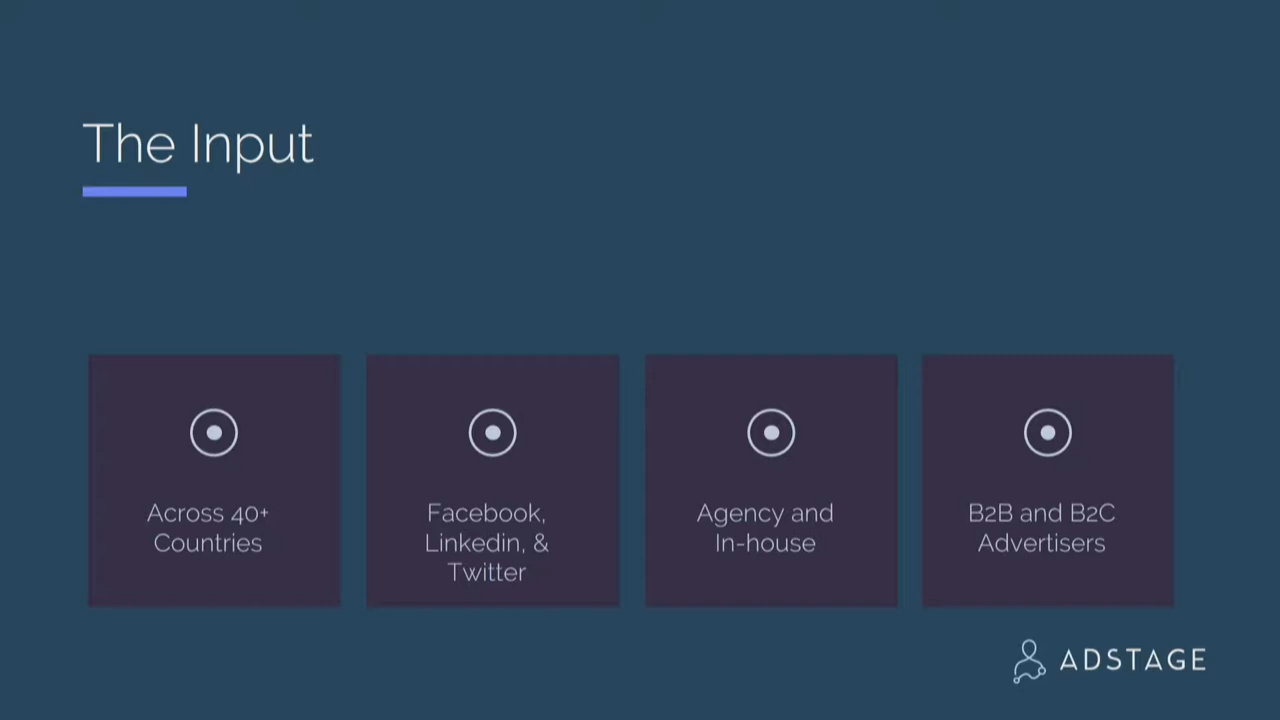 The Input
Across 40+
Countries
Facebook,
Linkedin, &
Twitter
Agency and
In-house
B2B and B2C
Advertisers
ADSTAGE